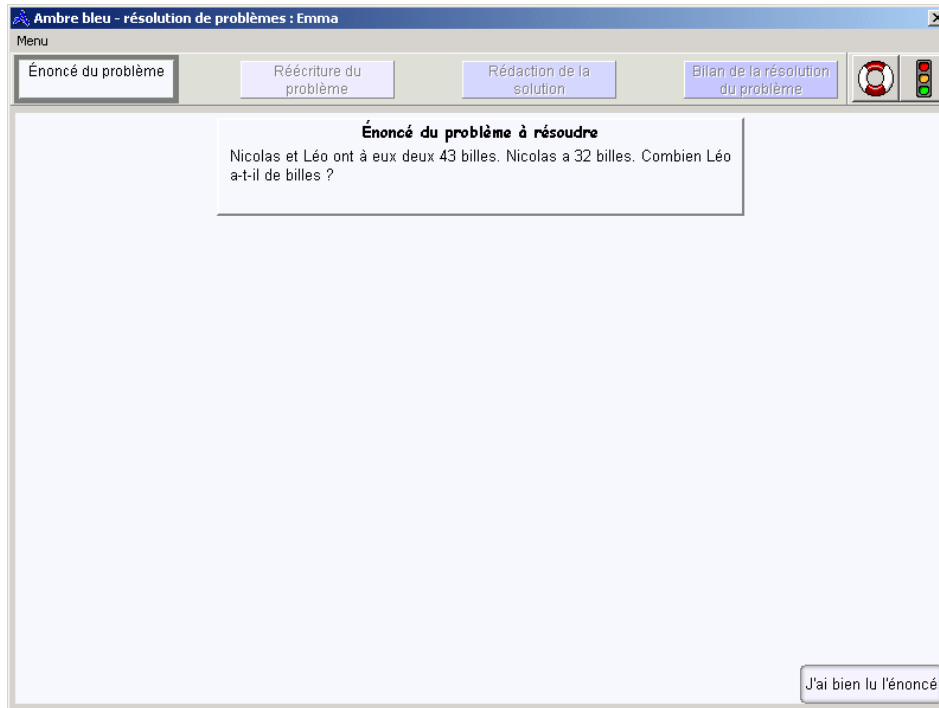 Ambre bleu - résolution de problèmes : Emma
Menu
Énoncé du problème
Réécriture du
problème
Rédaction de la
solution
Bilan de la résolution
du problème
Énoncé du problème à résoudre
Nicolas et Léo ont à eux deux 43 billes. Nicolas a 32 billes. Combien Léo
a-t-il de billes ?
J'ai bien lu l'énoncé